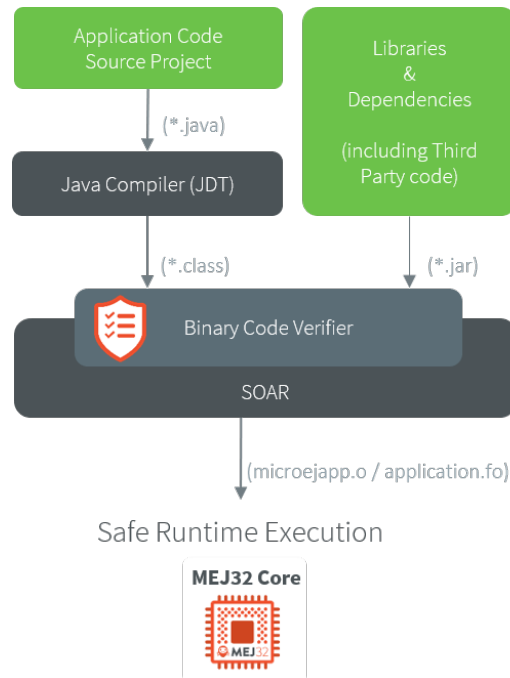 Application Code
Source Project
Libraries
&
Dependencies
(including Third
Party code)
(*.java)
Java Compiler (JDT)
(*.class)
(*.jar)
Binary Code Verifier
SOAR
(microejapp.o / application.fo)
Safe Runtime Execution
MEJ32 Core
MEJ32